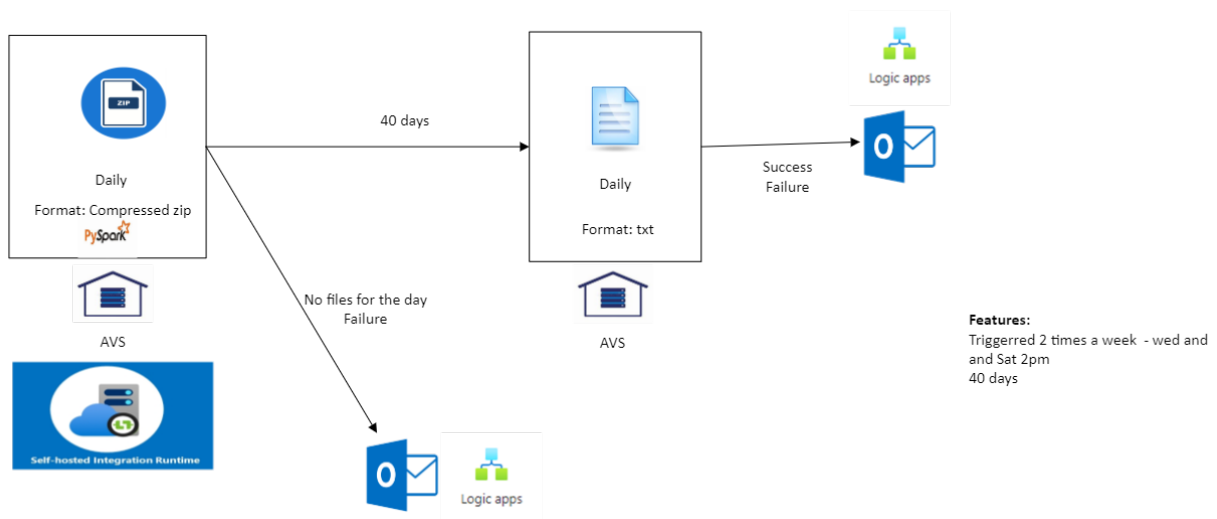 ZIP
Daily
Format: Compressed zip
PySpark
AVS
Self-hosted Integration Runtime
40 days
No files for the day
Failure
Logic apps
Daily
Format: txt
AVS
Success
Failure
Logic apps
Features:
Triggerred 2 times a week - wed and
and Sat 2pm
40 days